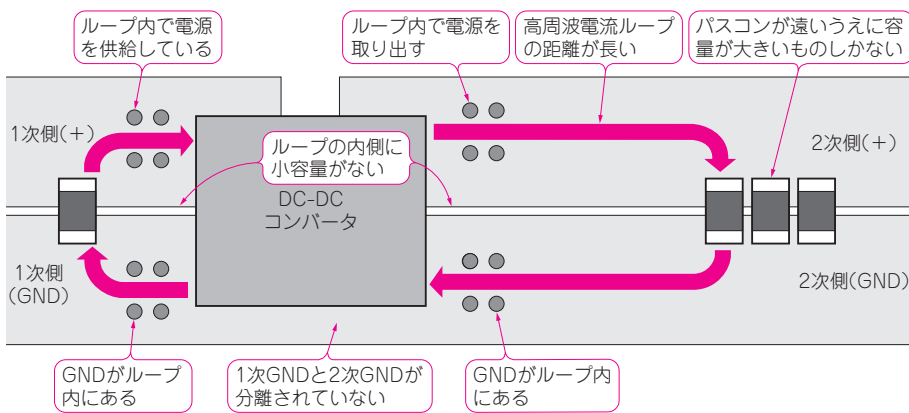 ループ内で電源
を供給している
ループ内で電源を
取り出す
高周波電流ループ
の距離が長い
パスコンが遠いうえに容
量が大きいものしかない
1次側(＋)
ループの内側に
小容量がない
2次側(＋)
DC-DC
コンバータ
1次側
(GND)
2次側(GND)
GNDがループ
内にある
1次GNDと2次GNDが
分離されていない
GNDがループ内
にある